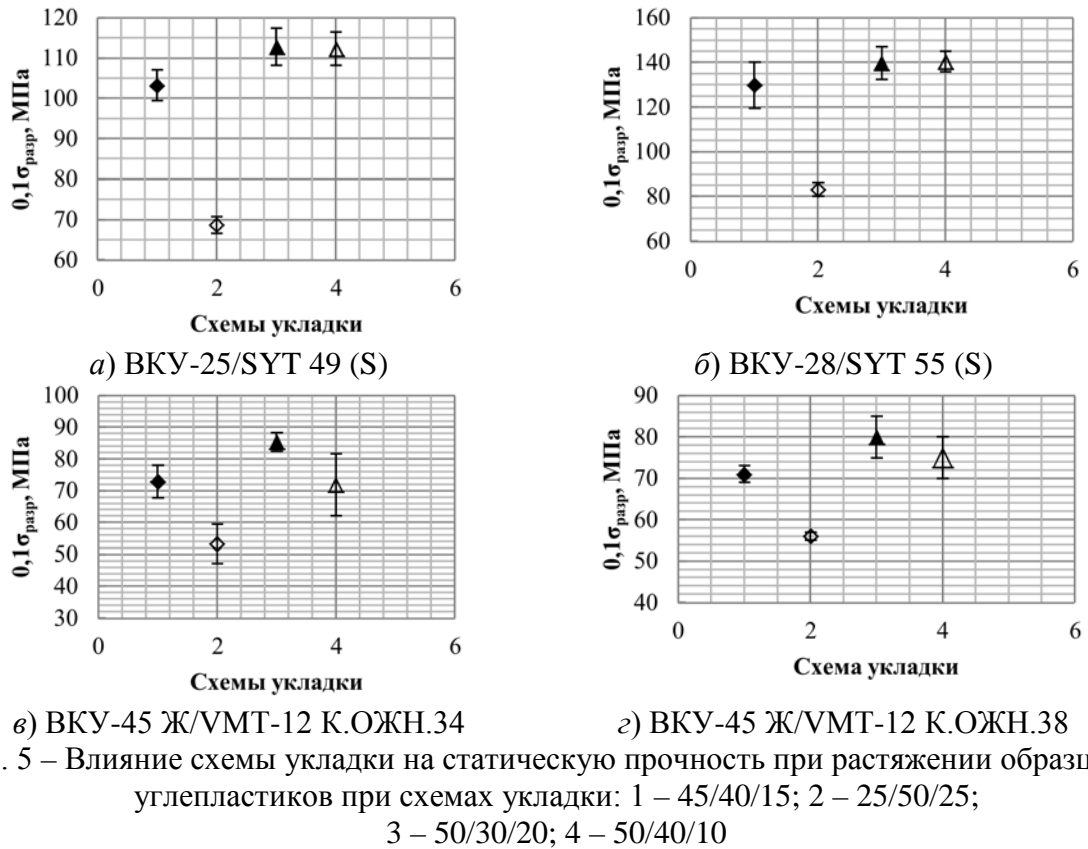 120
110
100
90
80
70
60
0,1σразр, МПа
0 2 4 6
Схемы укладки
а) ВКУ-25/SYT 49 (S)
160
140
120
100
80
60
0,1σразр, МПа
0 2 4 6
Схемы укладки
б) ВКУ-28/SYT 55 (S)
100
90
80
70
60
50
40
30
0,1σразр, МПа
0 2 4 6
Схемы укладки
в) ВКУ-45 Ж/VМТ-12 К.ОЖН.34
90
80
70
60
50
40
0,1σразр, МПа
0 2 4 6
Схема укладки
г) ВКУ-45 Ж/VМТ-12 К.ОЖН.38
. 5 – Влияние схемы укладки на статическую прочность при растяжении
углепластиков при схемах укладки: 1 – 45/40/15; 2 – 25/50/25;
3 – 50/30/20; 4 – 50/40/10